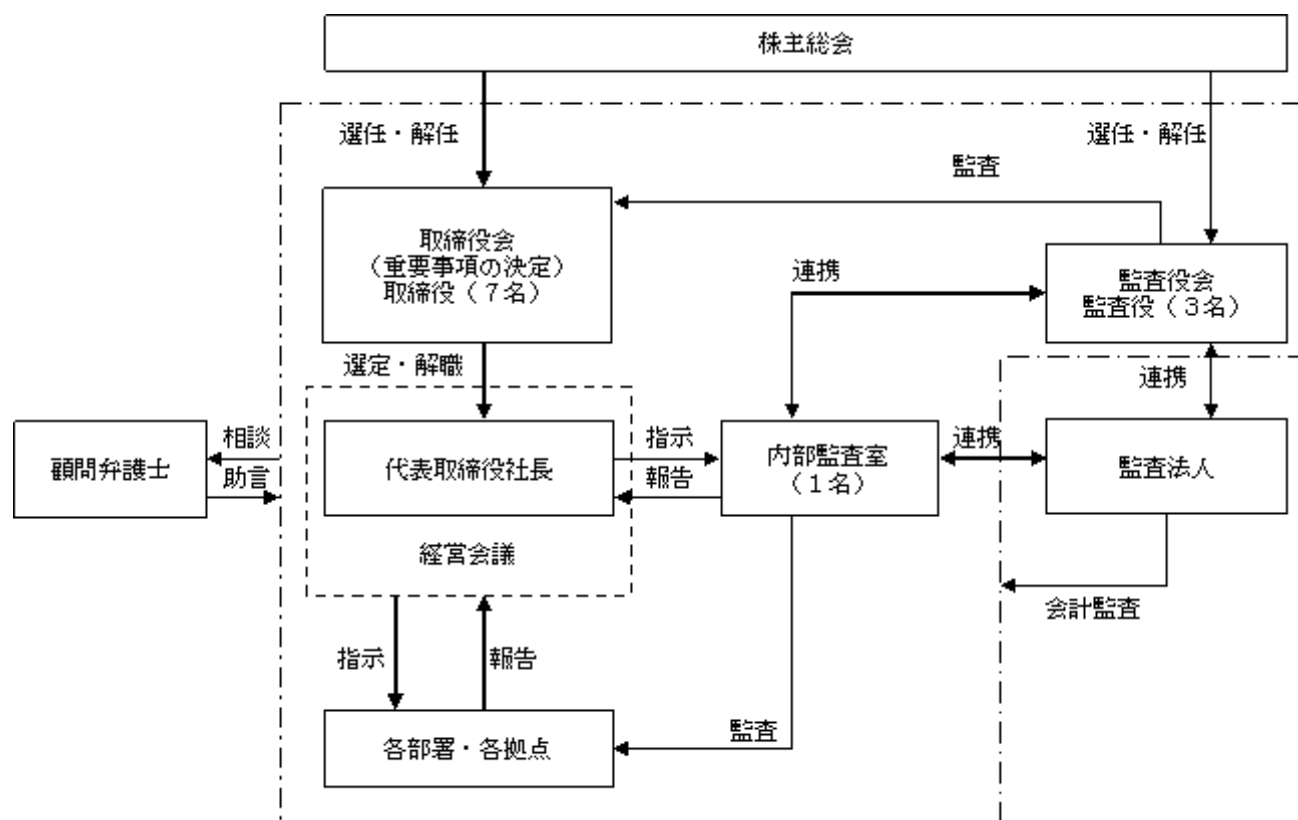 株主総会
選任・解任
選任・解任
監査
取締役会
（重要事項の決定）
取締役（７名）
連携
監査役会
監査役（３名）
選定・解職
連携
相談
指示
連携
顧問弁護士
代表取締役社長
内部監査室
（１名）
監査法人
助言
報告
経営会議
会計監査
指示
報告
監査
各部署・各拠点